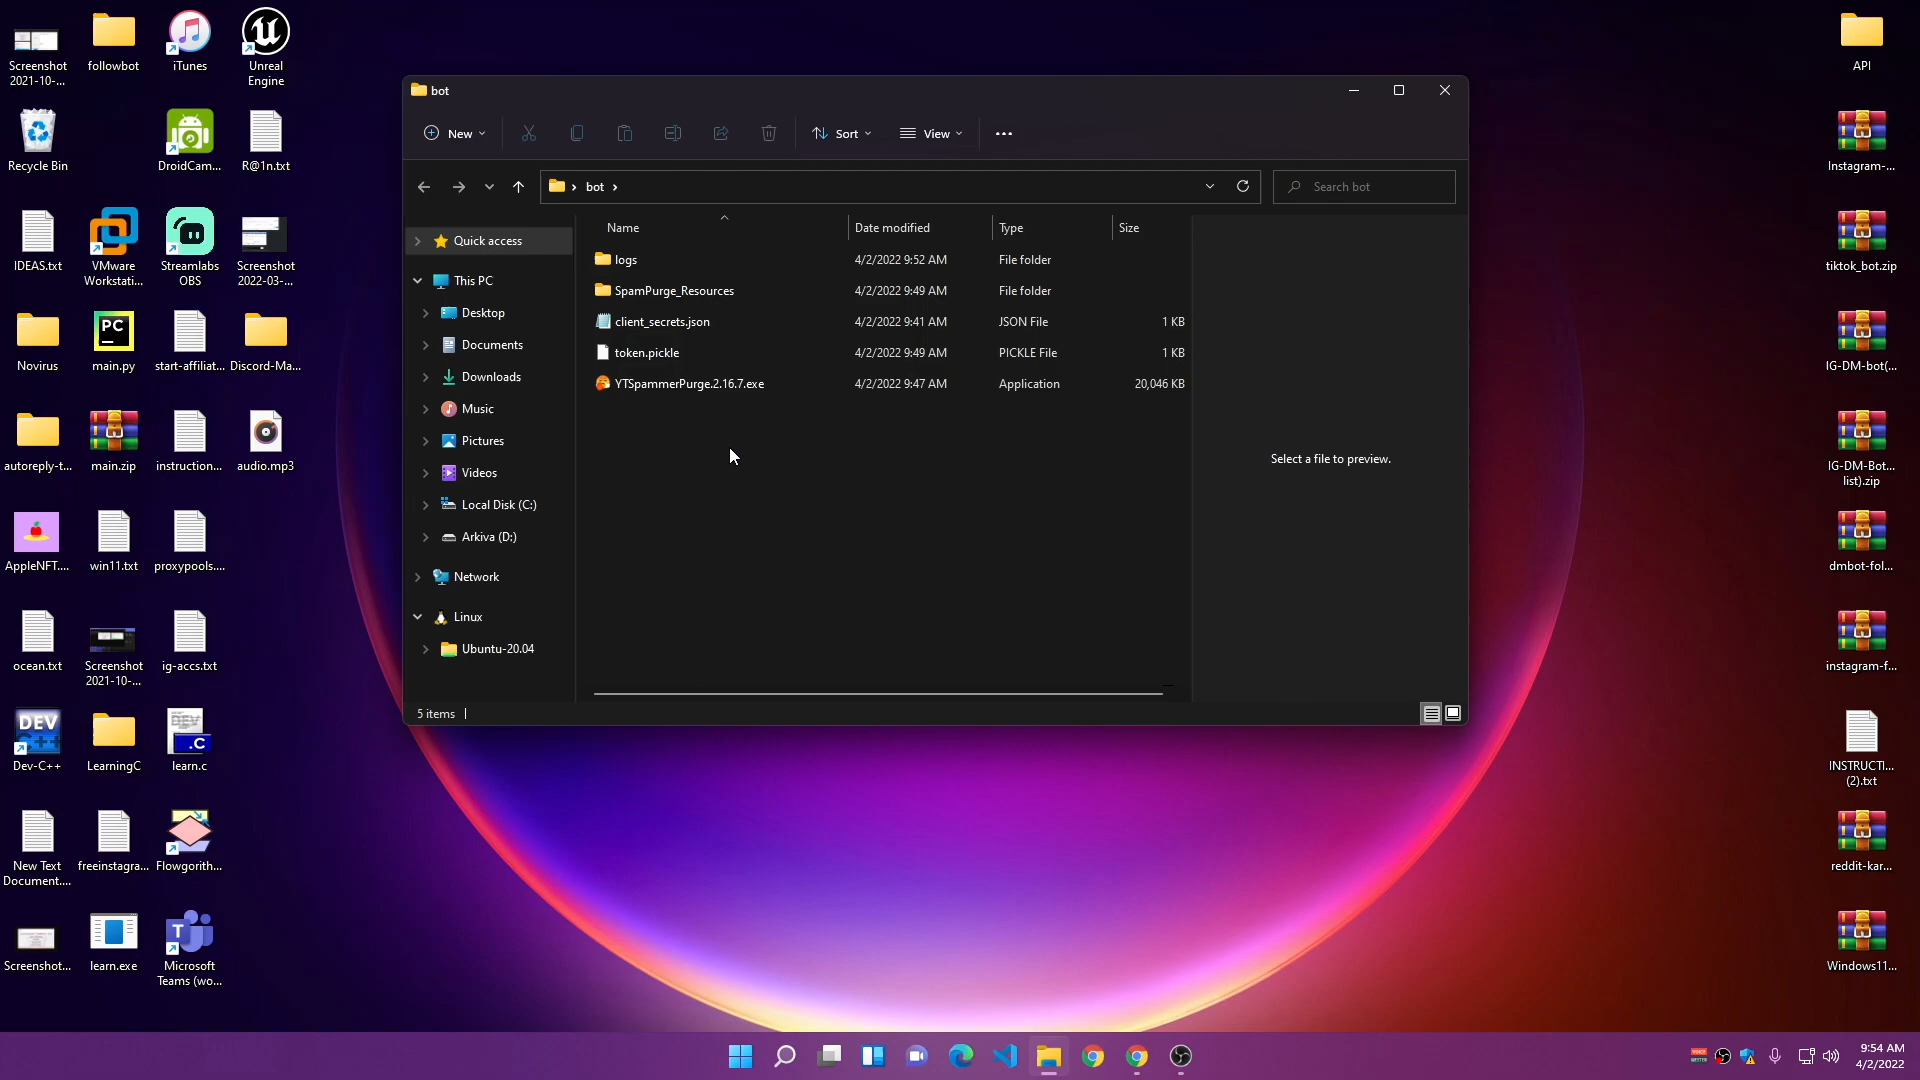 Screenshot
2021-10-...
followbot
iTunes
Unreal
Engine
Recycle Bin
DroidCam...
R@1n.txt
IDEAS.txt
VMware
Workstati...
Streamlabs
OBS
Screenshot
2022-03-...
Novirus
PC
main.py
start-affiliat...
Discord-Ma...
autoreply-t...
main.zip
instruction...
audio.mp3
AppleNFT....
win11.txt
proxypools....
ocean.txt
Screenshot
2021-10-...
ig-accs.txt
DEV
Dev-C++
LearningC
DEV
.C
learn.c
New Text
Document....
freeinstagra...
Flowgorith...
Screenshot...
learn.exe
T
Microsoft
Teams (wo...
bot
New
Sort
View
bot
Search bot
Name
Date modified
Type
Size
Quick access
This PC
Desktop
Documents
Downloads
Music
Pictures
Videos
Local Disk (C:)
Arkiva (D:)
Network
Linux
Ubuntu-20.04
logs 4/2/2022 9:52 AM File folder
SpamPurge_Resources 4/2/2022 9:49 AM File folder
client_secrets.json 4/2/2022 9:41 AM JSON File 1 KB
token.pickle 4/2/2022 9:49 AM PICKLE File 1 KB
YTSpammerPurge.2.16.7.exe 4/2/2022 9:47 AM Application 20,046 KB
Select a file to preview.
5 items
API
Instagram-...
tiktok_bot.zip
IG-DM-bot(...
IG-DM-Bot...
list).zip
dmbot-fol...
instagram-f...
INSTRUCTI...
(2).txt
reddit-kar...
Windows11...
9:54 AM
4/2/2022